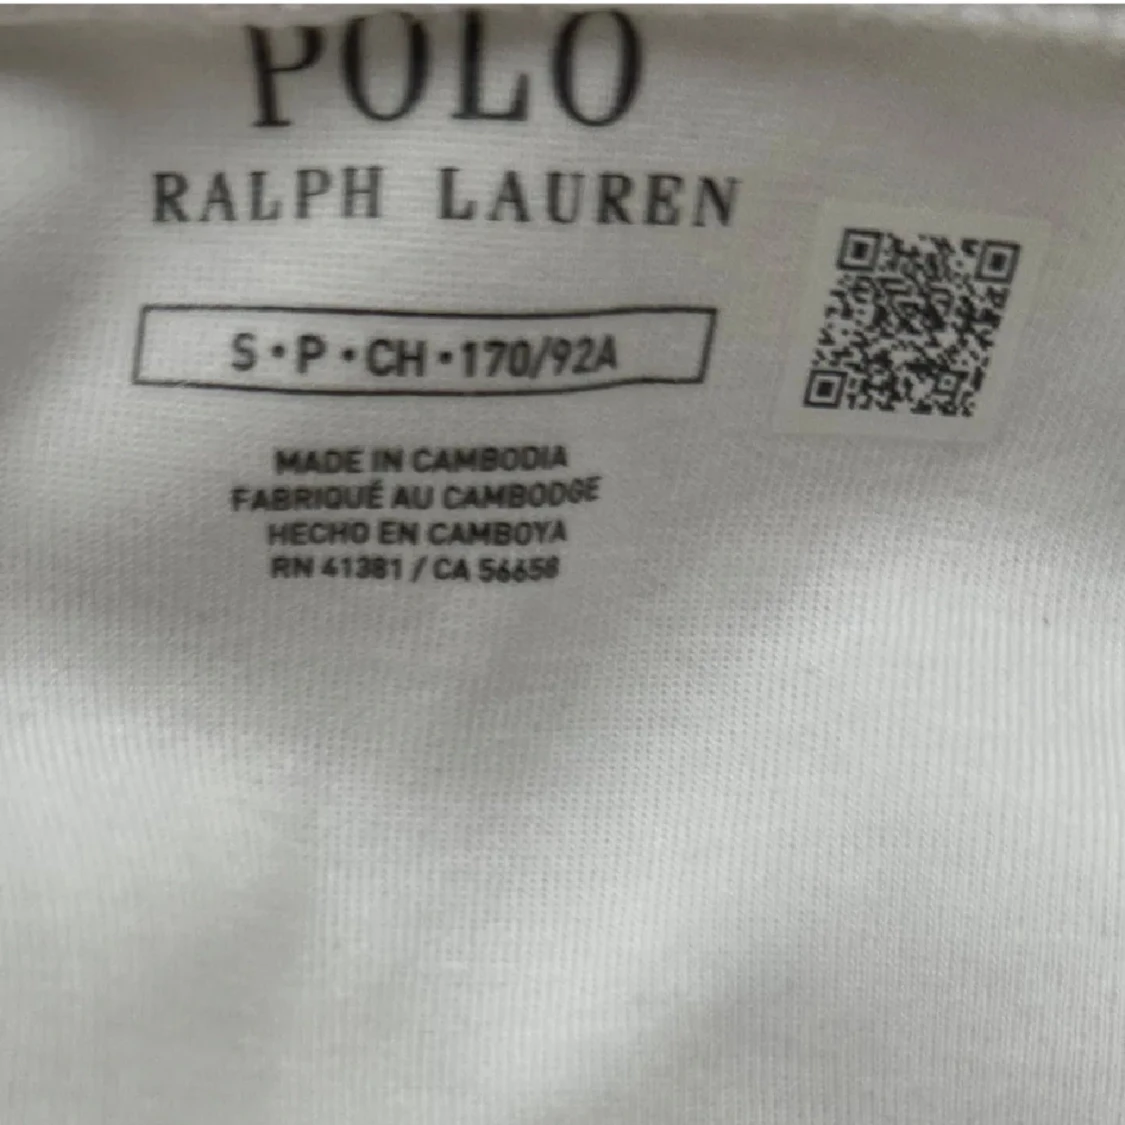 POLO
RALPH LAUREN
S•P•CH•170/92A
MADE IN CAMBODIA
FABRIQUÉ AU CAMBODGE
HECHO EN CAMBOYA
RN 41381 / CA 56658